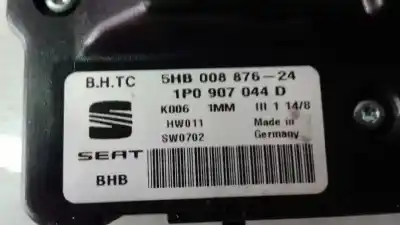 B.H.TC 5HB 008 876-24
1P0 907 044 D
K006 1MM III 1 14/8
HW011 Made in
SW0702 Germany
SEAT
BHB